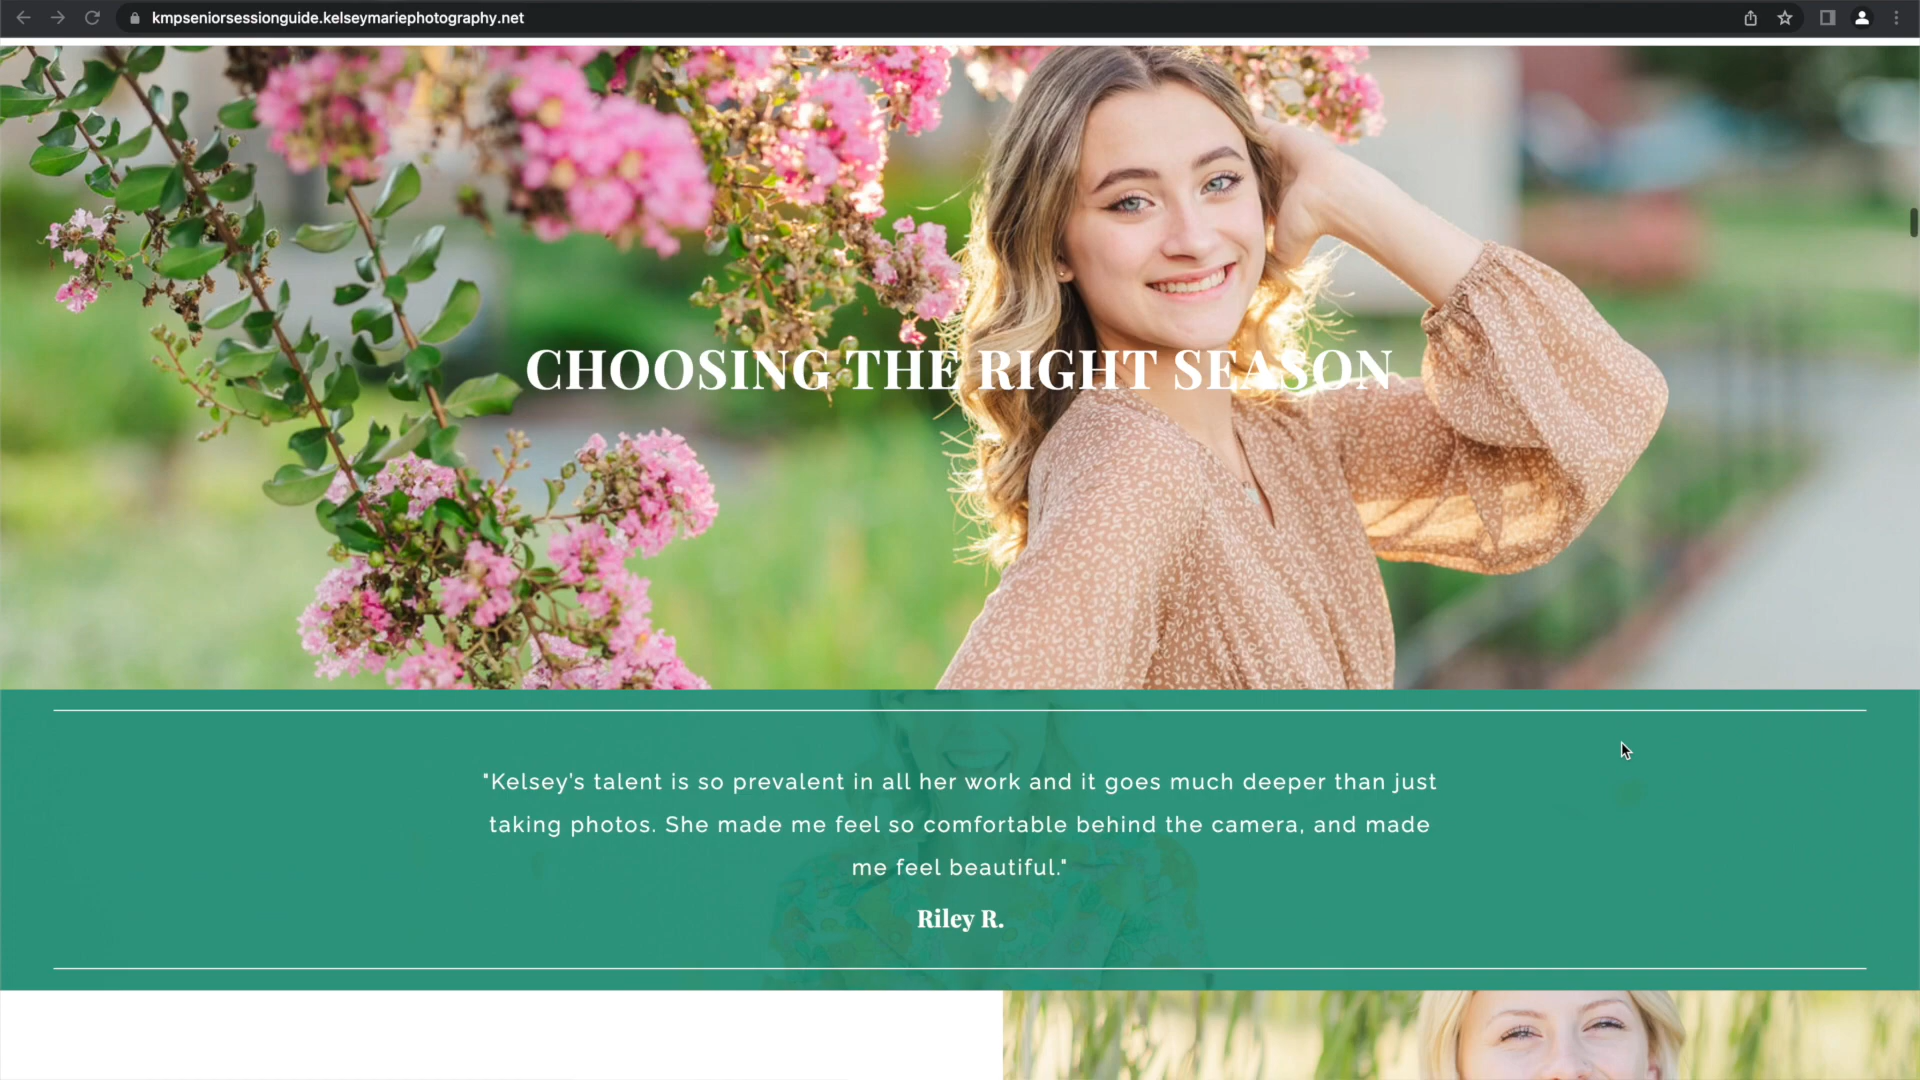 kmpseniorsessionguide.kelseymariephotography.net
CHOOSING THE RIGHT SEASON
"Kelsey's talent is so prevalent in all her work and it goes much deeper than just
taking photos. She made me feel so comfortable behind the camera, and made
me feel beautiful."
Riley R.